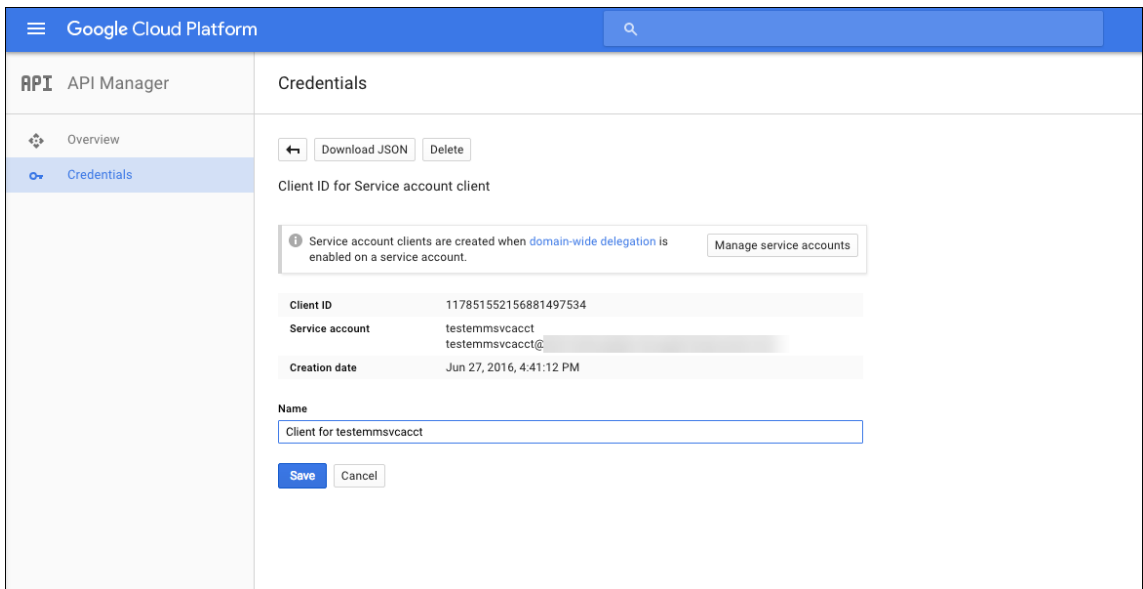 Google Cloud Platform
API API Manager
Credentials
Overview
Credentials
Download JSON
Delete
Client ID for Service account client
Service account clients are created when domain-wide delegation is
enabled on a service account.
Manage service accounts
Client ID 117851552156881497534
Service account testemmsvcacct
testemmsvcacct@
Creation date Jun 27, 2016, 4:41:12 PM
Name
Client for testemmsvcacct
Save
Cancel